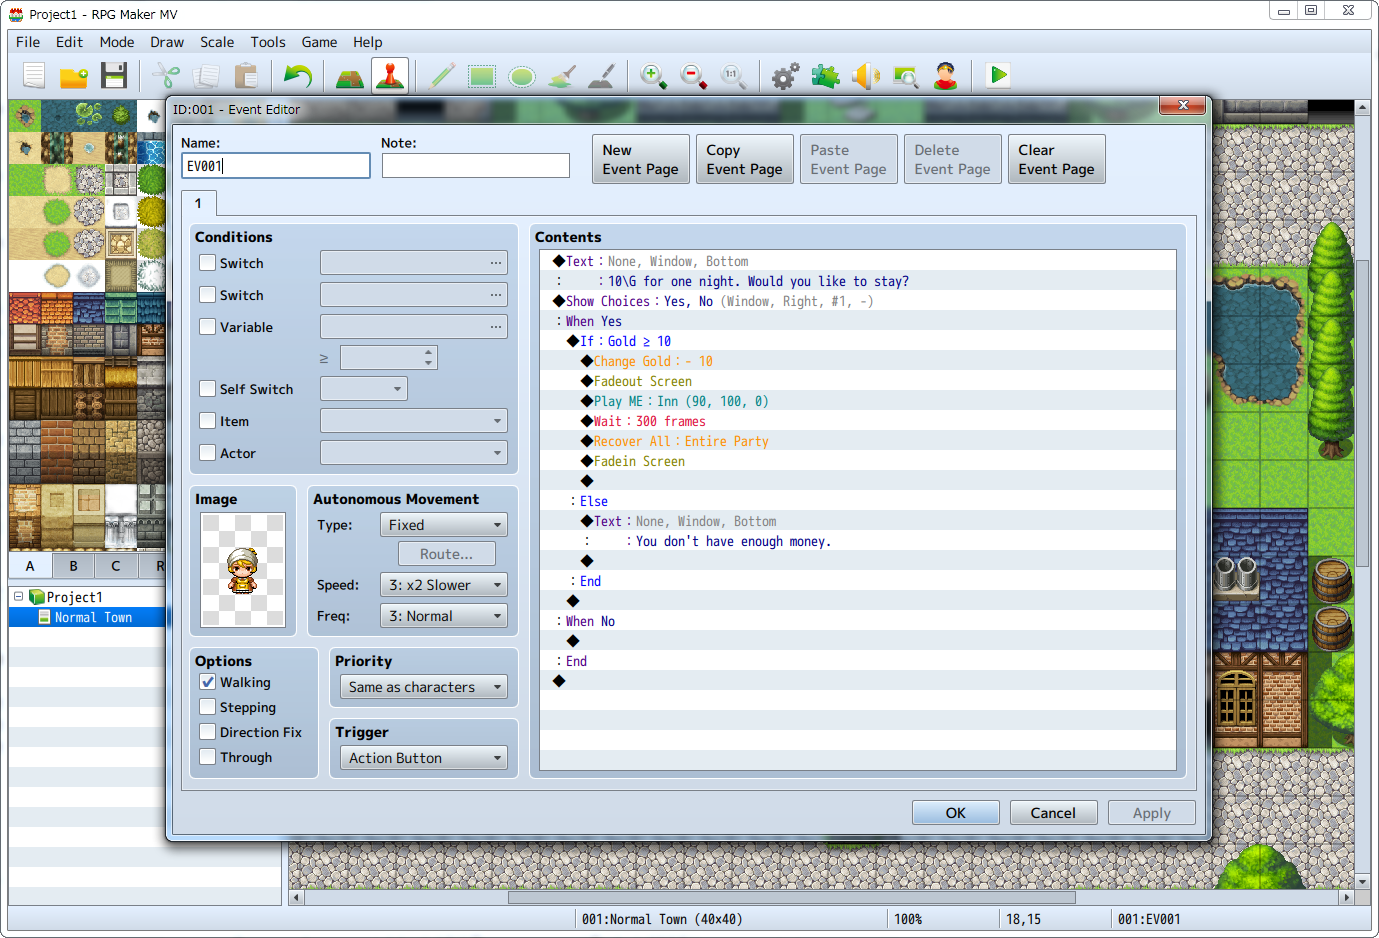 Project1 - RPG Maker MV
File Edit Mode Draw Scale Tools Game Help
1:1
ID:001 - Event Editor
Name:
EV001
Note:
New Event Page
Copy Event Page
Paste Event Page
Delete Event Page
Clear Event Page
1
Conditions
Switch ...
Switch ...
Variable ...
≥
Self Switch
Item
Actor
Image
Autonomous Movement
Type: Fixed
Route...
Speed: 3: x2 Slower
Freq: 3: Normal
Options
Walking
Stepping
Direction Fix
Through
Priority
Same as characters
Trigger
Action Button
Contents
◆Text : None, Window, Bottom
: : 10\G for one night. Would you like to stay?
◆Show Choices : Yes, No (Window, Right, #1, -)
: When Yes
◆If : Gold ≥ 10
◆Change Gold : - 10
◆Fadeout Screen
◆Play ME : Inn (90, 100, 0)
◆Wait : 300 frames
◆Recover All : Entire Party
◆Fadein Screen
◆
: Else
◆Text : None, Window, Bottom
: : You don't have enough money.
◆
: End
◆
: When No
◆
: End
◆
OK Cancel Apply
A B C R
Project1
Normal Town
001:Normal Town (40x40) 100% 18,15 001:EV001